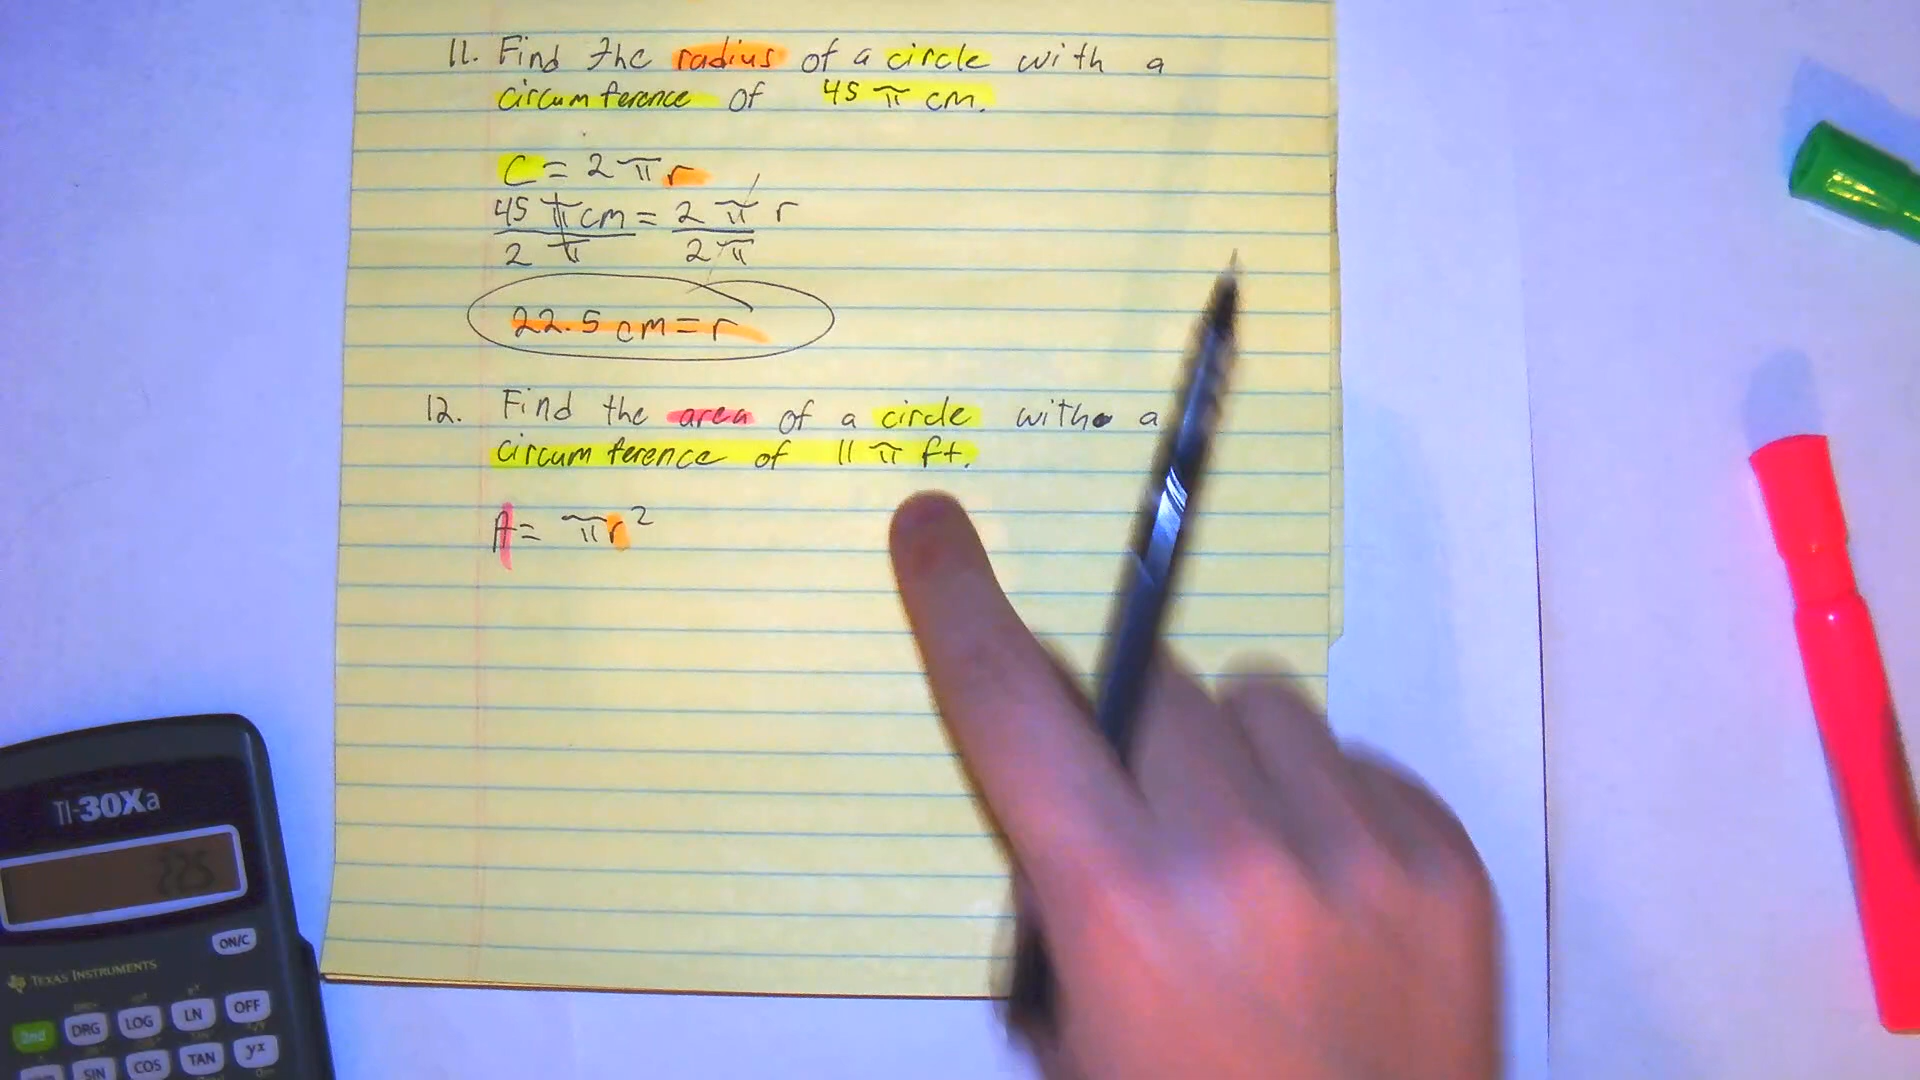 11. Find the radius of a circle with a
circumference of 45 π cm.
C = 2 π r
45 π cm = 2 π r
2 π 2 π
22.5 cm = r
12. Find the area of a circle with a
circumference of 11 π ft.
A = πr²
TI-30Xa
ON/C
TEXAS INSTRUMENTS
2nd DRG LOG LN OFF
SIN COS TAN yˣ